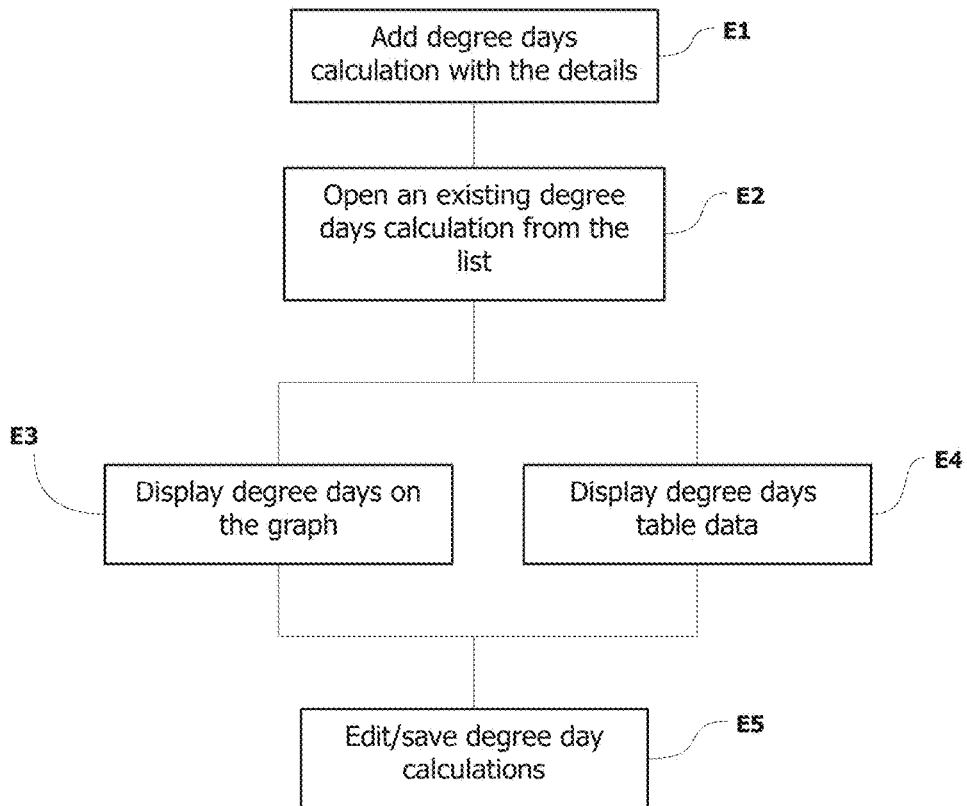 Add degree days
calculation with the details
E1
Open an existing degree
days calculation from the
list
E2
E3
Display degree days on
the graph
Display degree days
table data
E4
Edit/save degree day
calculations
E5